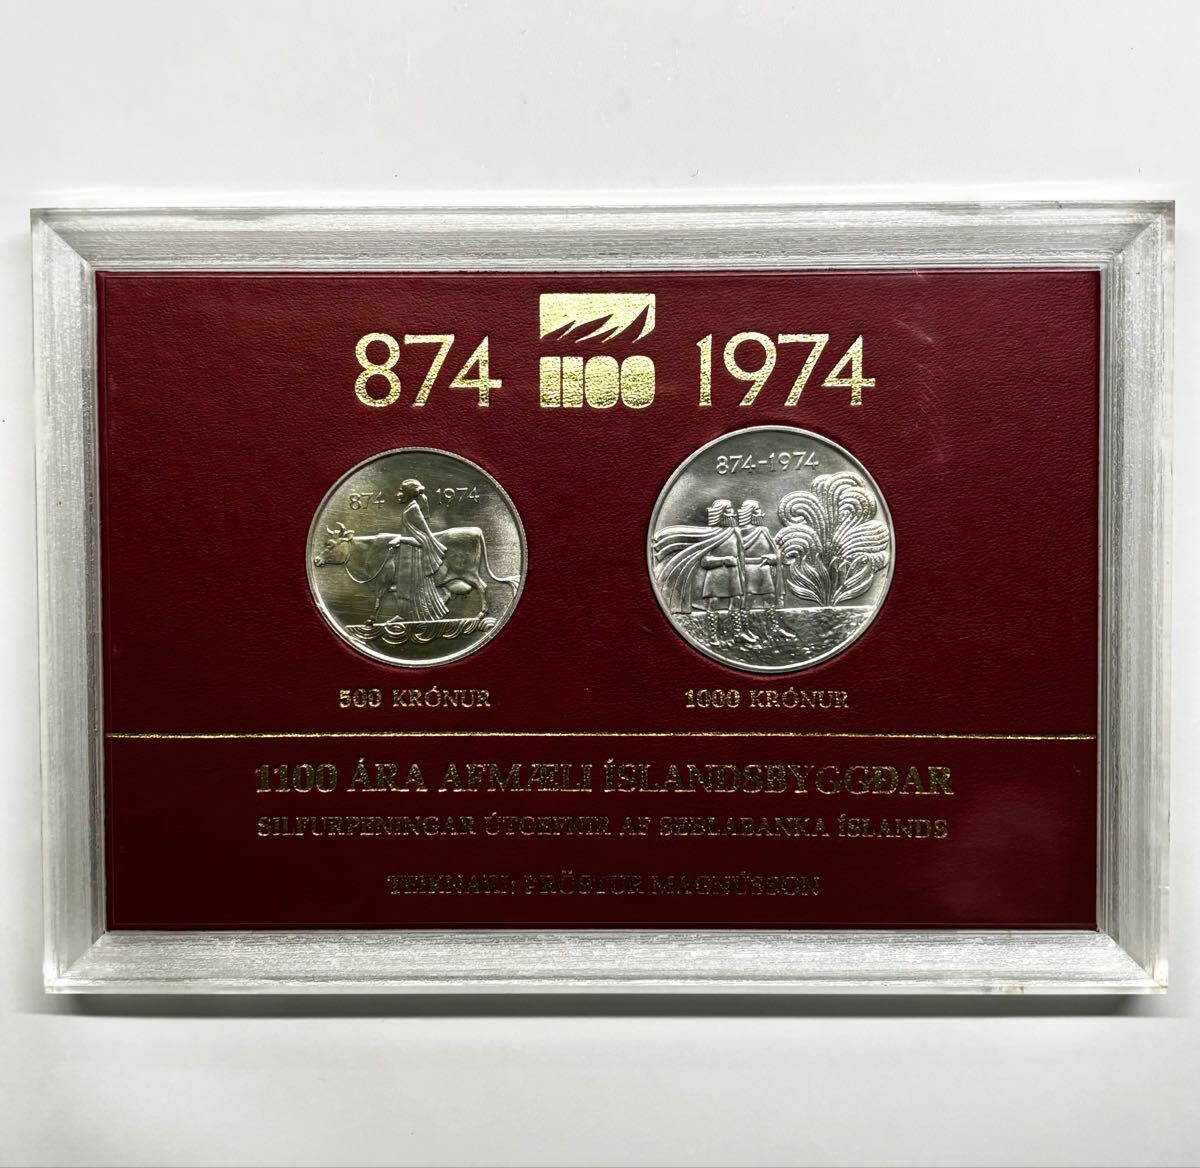 874 1100 1974
874 1974
874-1974
500 KRÓNUR
1000 KRÓNUR
1100 ÁRA AFMÆLI ÍSLANDSBYGGÐAR
SILFURPENINGAR ÚTGEFNIR AF SEÐLABANKA ÍSLANDS
TEIKNARI: ÞRÖSTUR MAGNÚSSON